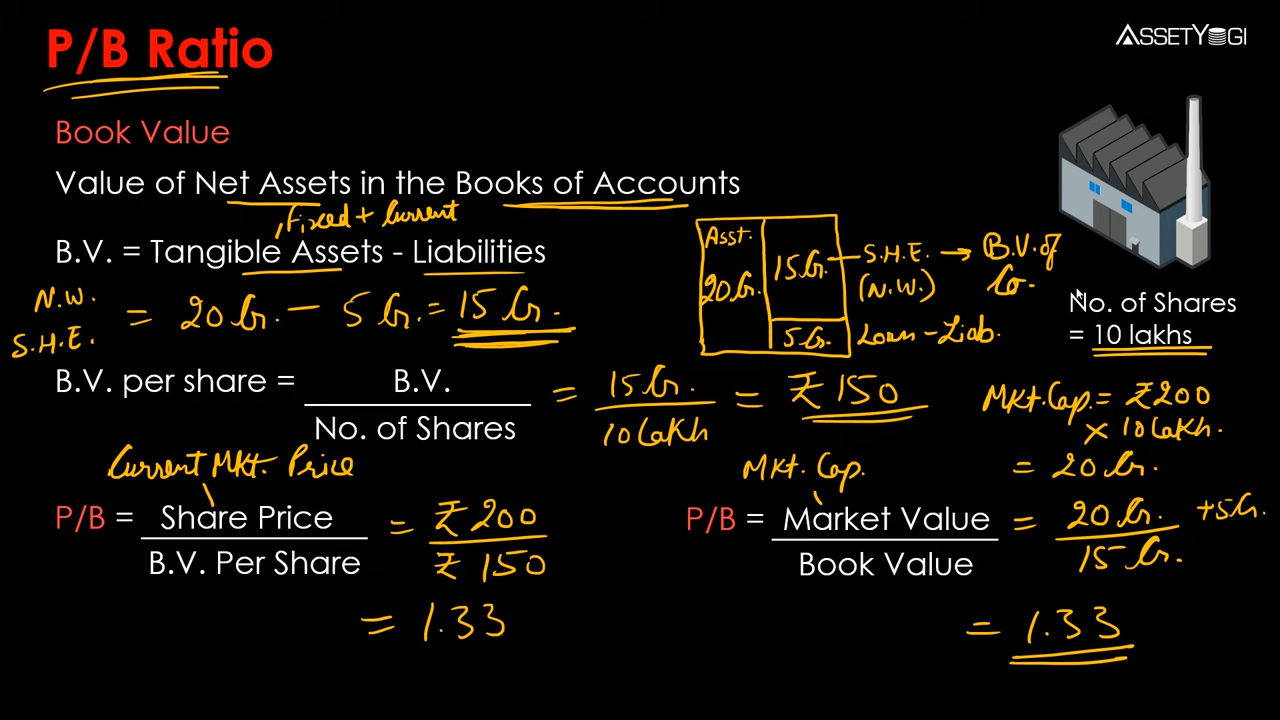 P/B Ratio
ASSETYOGI
Book Value
Value of Net Assets in the Books of Accounts
, Fixed + Current
B.V. = Tangible Assets - Liabilities
N.W.
S.H.E.
= 20 Cr. - 5 Cr. = 15 Cr.
Asst.
20 Cr.
15 Cr.
5 Cr.
S.H.E. → B.V. of Co.
(N.W.)
Loan - Liab.
No. of Shares
= 10 lakhs
B.V. per share = B.V.
No. of Shares
= 15 Cr.
10 Lakh
= ₹ 150
Mkt. Cap. = ₹200
x 10 Lakh.
= 20 Cr.
Current Mkt. Price
P/B = Share Price
B.V. Per Share
= ₹ 200
₹ 150
= 1.33
Mkt. Cap.
P/B = Market Value
Book Value
= 20 Cr. + 5 Cr.
15 Cr.
= 1.33